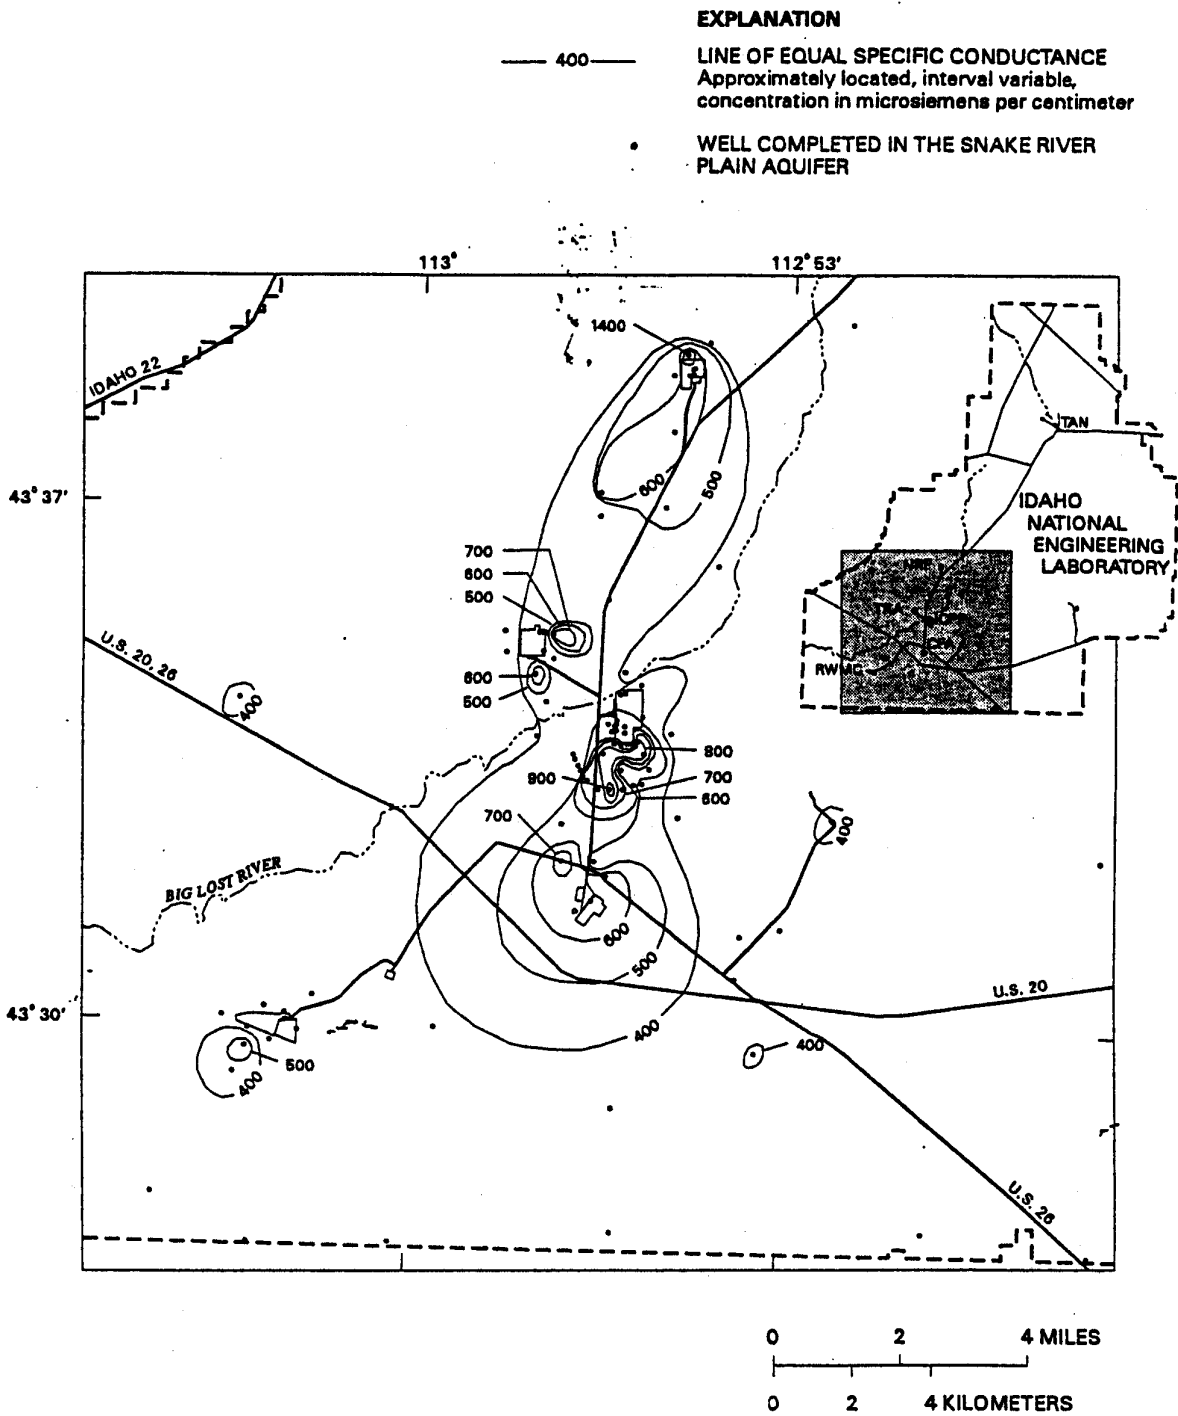 EXPLANATION
400
LINE OF EQUAL SPECIFIC CONDUCTANCE
Approximately located, interval variable,
concentration in microsiemens per centimeter
WELL COMPLETED IN THE SNAKE RIVER
PLAIN AQUIFER
113°
112°53'
1400
IDAHO 22
TAN
600
500
43°37'
IDAHO
NATIONAL
ENGINEERING
LABORATORY
700
600
500
NRF
TRA
CFA
RWMC
U.S. 20, 26
600
500
400
800
900
700
600
700
400
BIG LOST RIVER
600
500
U.S. 20
43°30'
400
400
500
400
U.S. 26
0 2 4 MILES
0 2 4 KILOMETERS